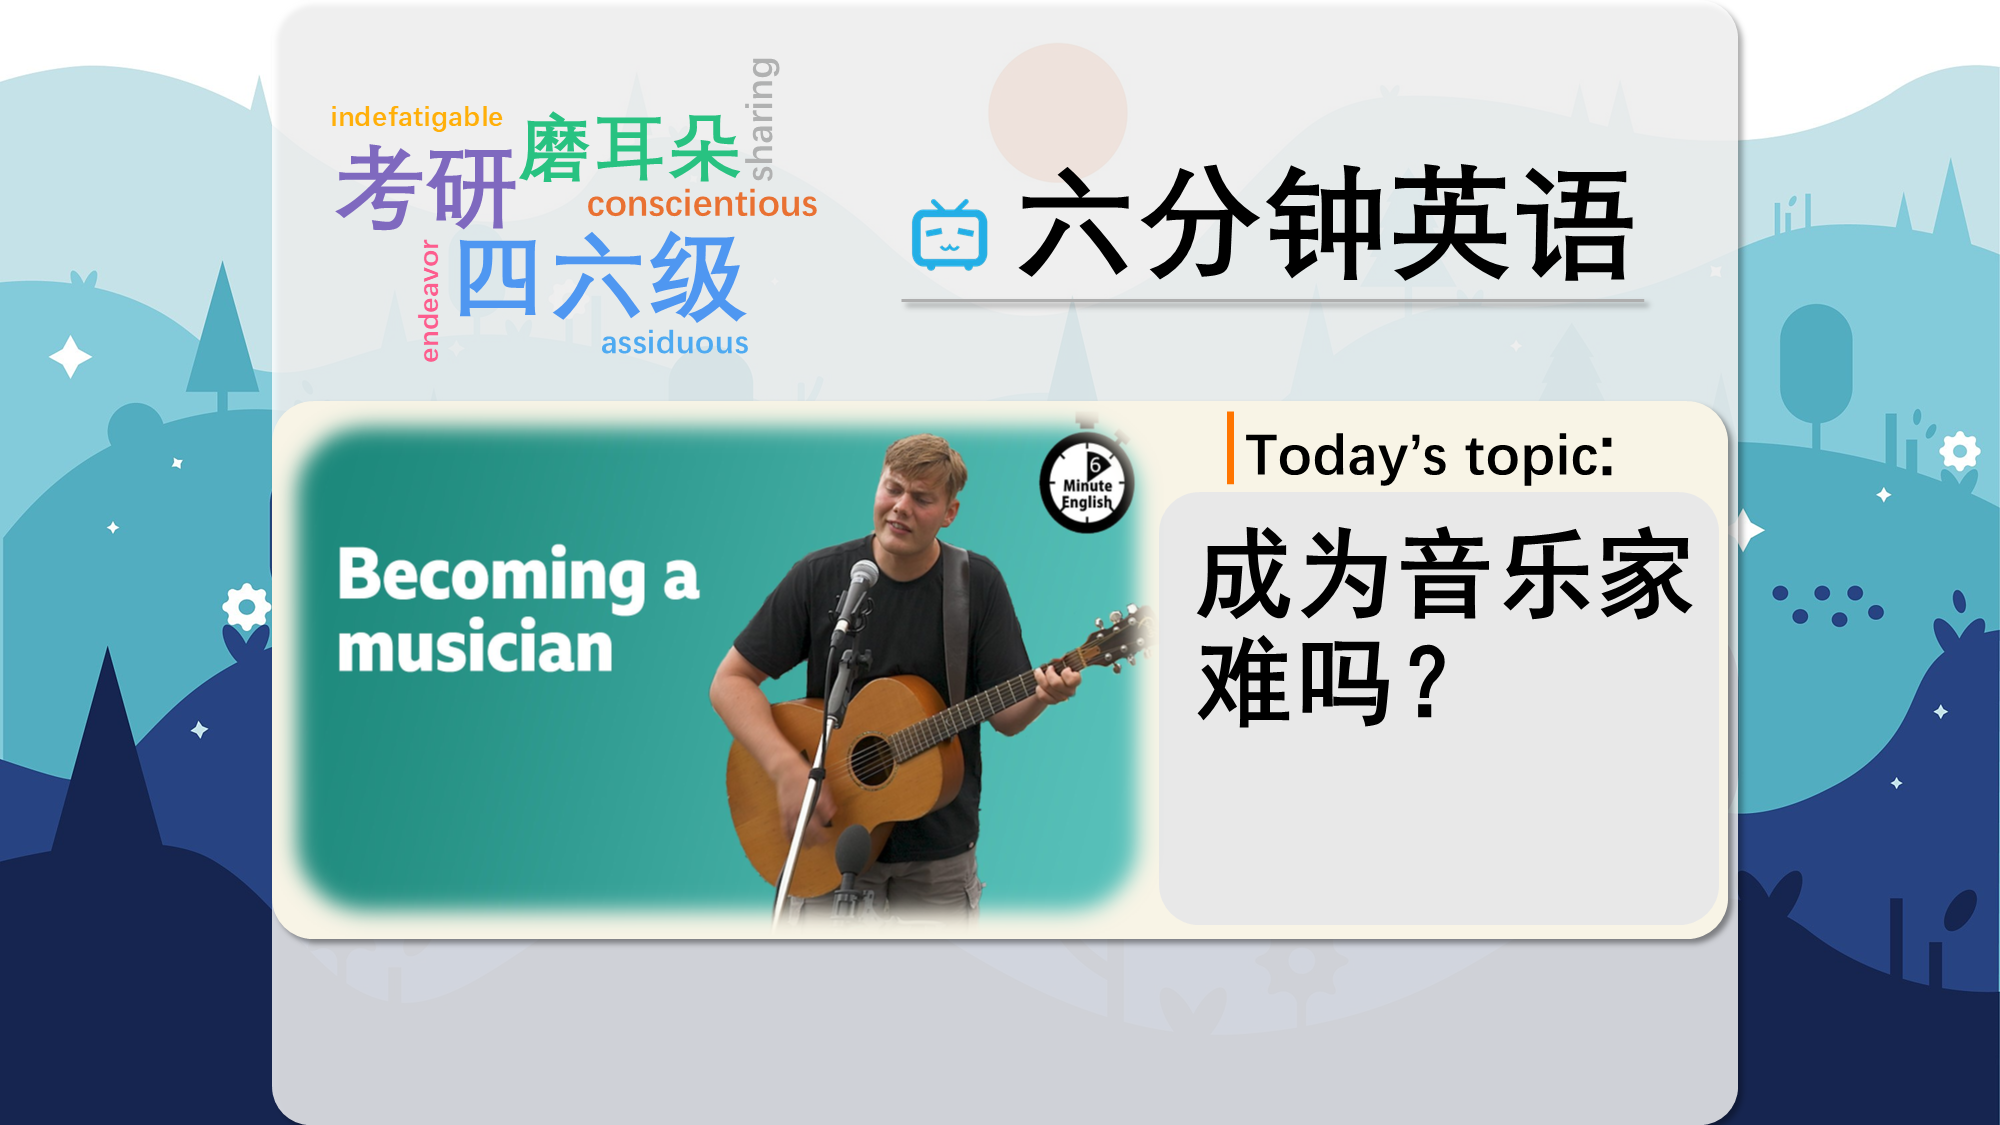 indefatigable
考研
磨耳朵
sharing
conscientious
endeavor
四六级
assiduous
六分钟英语
Becoming a
musician
6
Minute
English
Today’s topic:
成为音乐家
难吗？